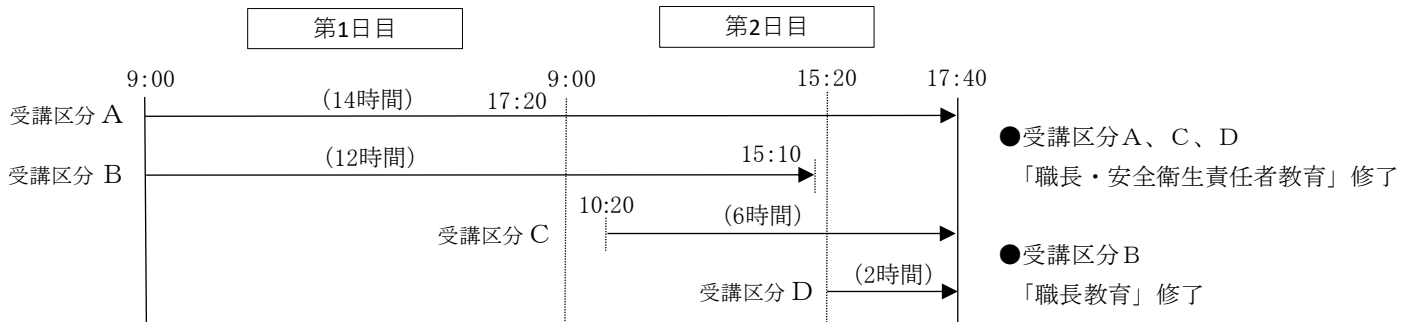 第1日目
第2日目
9:00
9:00
15:20
17:40
受講区分 A
(14時間)
17:20
受講区分 B
(12時間)
15:10
●受講区分A、C、D
「職長・安全衛生責任者教育」修了
10:20
受講区分 C
(6時間)
●受講区分B
「職長教育」修了
受講区分 D
(2時間)